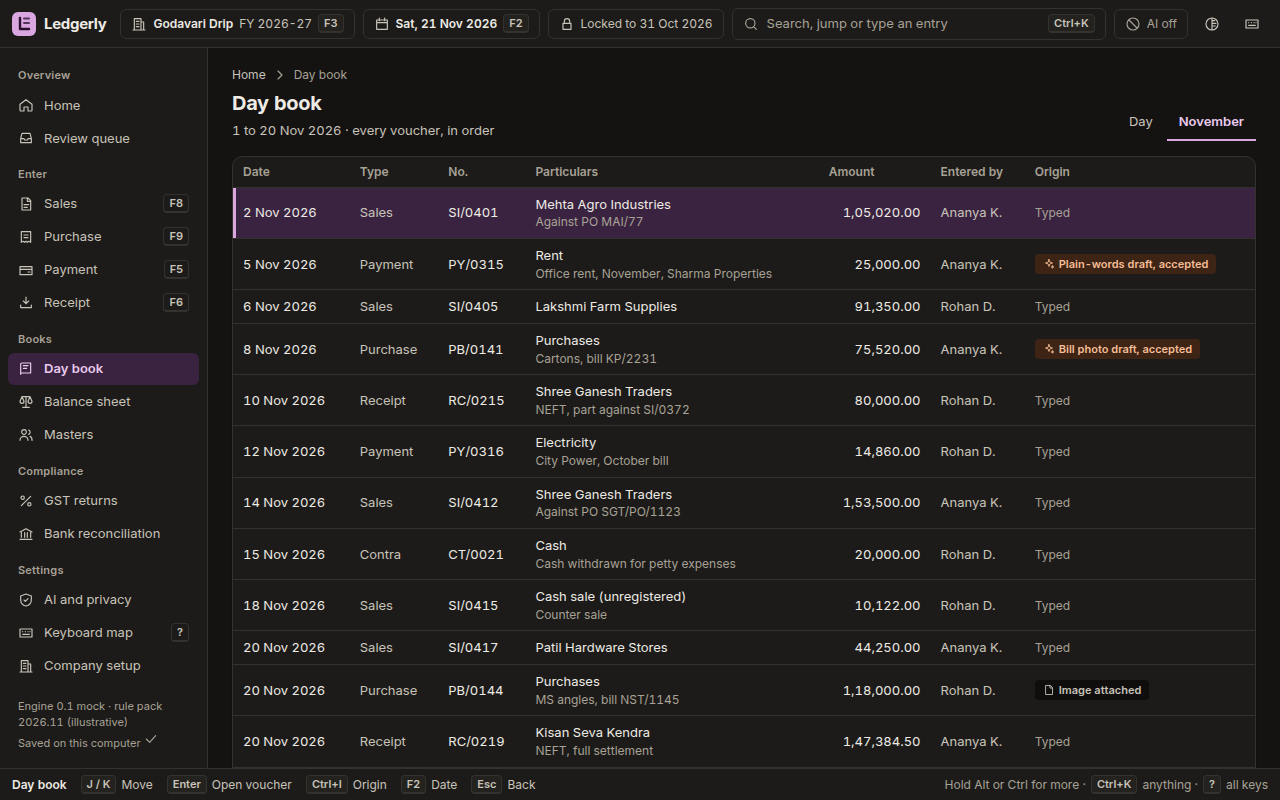 Ledgerly
Godavari Drip FY 2026-27 F3
Sat, 21 Nov 2026 F2
Locked to 31 Oct 2026
Search, jump or type an entry Ctrl+K
AI off
Overview
Home
Review queue
Enter
Sales F8
Purchase F9
Payment F5
Receipt F6
Books
Day book
Balance sheet
Masters
Compliance
GST returns
Bank reconciliation
Settings
AI and privacy
Keyboard map ?
Company setup
Engine 0.1 mock · rule pack
2026.11 (illustrative)
Saved on this computer
Home > Day book
Day book
1 to 20 Nov 2026 · every voucher, in order
Day November
Date Type No. Particulars Amount Entered by Origin
2 Nov 2026 Sales SI/0401 Mehta Agro Industries 1,05,020.00 Ananya K. Typed
Against PO MAI/77
5 Nov 2026 Payment PY/0315 Rent 25,000.00 Ananya K. Plain-words draft, accepted
Office rent, November, Sharma Properties
6 Nov 2026 Sales SI/0405 Lakshmi Farm Supplies 91,350.00 Rohan D. Typed
8 Nov 2026 Purchase PB/0141 Purchases 75,520.00 Ananya K. Bill photo draft, accepted
Cartons, bill KP/2231
10 Nov 2026 Receipt RC/0215 Shree Ganesh Traders 80,000.00 Rohan D. Typed
NEFT, part against SI/0372
12 Nov 2026 Payment PY/0316 Electricity 14,860.00 Rohan D. Typed
City Power, October bill
14 Nov 2026 Sales SI/0412 Shree Ganesh Traders 1,53,500.00 Ananya K. Typed
Against PO SGT/PO/1123
15 Nov 2026 Contra CT/0021 Cash 20,000.00 Rohan D. Typed
Cash withdrawn for petty expenses
18 Nov 2026 Sales SI/0415 Cash sale (unregistered) 10,122.00 Rohan D. Typed
Counter sale
20 Nov 2026 Sales SI/0417 Patil Hardware Stores 44,250.00 Ananya K. Typed
20 Nov 2026 Purchase PB/0144 Purchases 1,18,000.00 Rohan D. Image attached
MS angles, bill NST/1145
20 Nov 2026 Receipt RC/0219 Kisan Seva Kendra 1,47,384.50 Ananya K. Typed
NEFT, full settlement
Day book J / K Move Enter Open voucher Ctrl+I Origin F2 Date Esc Back
Hold Alt or Ctrl for more · Ctrl+K anything · ? all keys